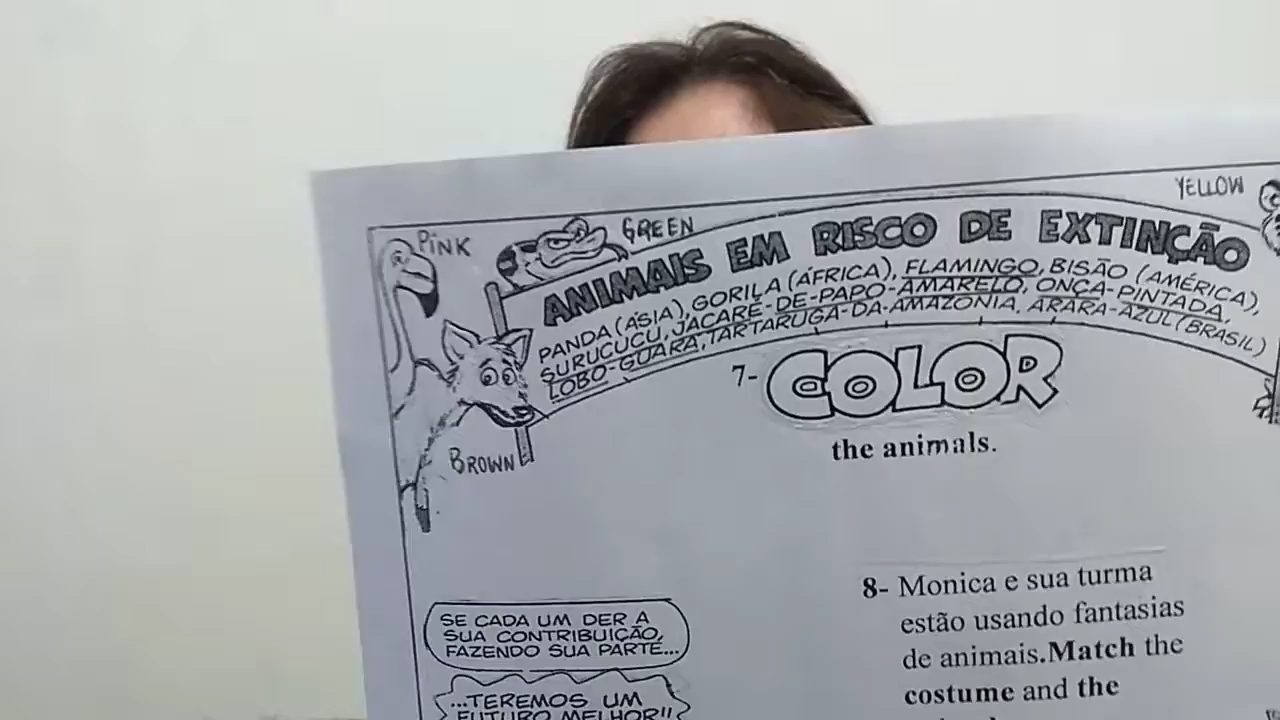 YELLOW
PINK
GREEN
ANIMAIS EM RISCO DE EXTINÇÃO
PANDA (ÁSIA), GORILA (ÁFRICA), FLAMINGO, BISÃO (AMÉRICA),
SURUCUCU, JACARÉ-DE-PAPO-AMARELO, ONÇA-PINTADA,
LOBO-GUARÁ, TARTARUGA-DA-AMAZÔNIA, ARARA-AZUL (BRASIL)
7- COLOR
the animals.
BROWN
8- Monica e sua turma
estão usando fantasias
de animais.Match the
costume and the
SE CADA UM DER A
SUA CONTRIBUIÇÃO,
FAZENDO SUA PARTE...
...TEREMOS UM
FUTURO MELHOR!!